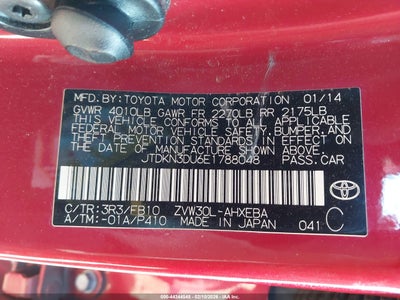 MFD.BY:TOYOTA MOTOR CORPORATION 01/14
GVWR 4010LB GAWR FR 2270LB RR 2175LB
THIS VEHICLE CONFORMS TO ALL APPLICABLE
FEDERAL MOTOR VEHICLE SAFETY, BUMPER, AND
THEFT PREVENTION STANDARDS IN EFFECT ON
THE DATE OF MANUFACTURE SHOWN ABOVE.
JTDKN3DU6E1788048 PASS.CAR
C/TR:3R3/FB10 ZVW30L-AHXEBA
A/TM:-01A/P410 MADE IN JAPAN 041 C
TOYOTA